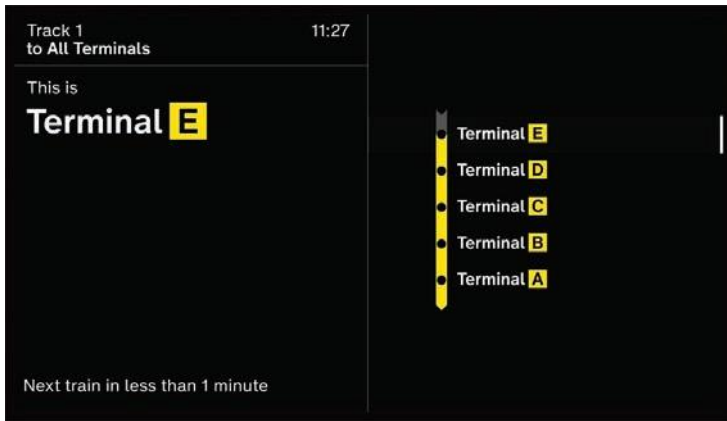 Track 1
11:27
to All Terminals
This is
Terminal E
Terminal E
Terminal D
Terminal C
Terminal B
Terminal A
Next train in less than 1 minute